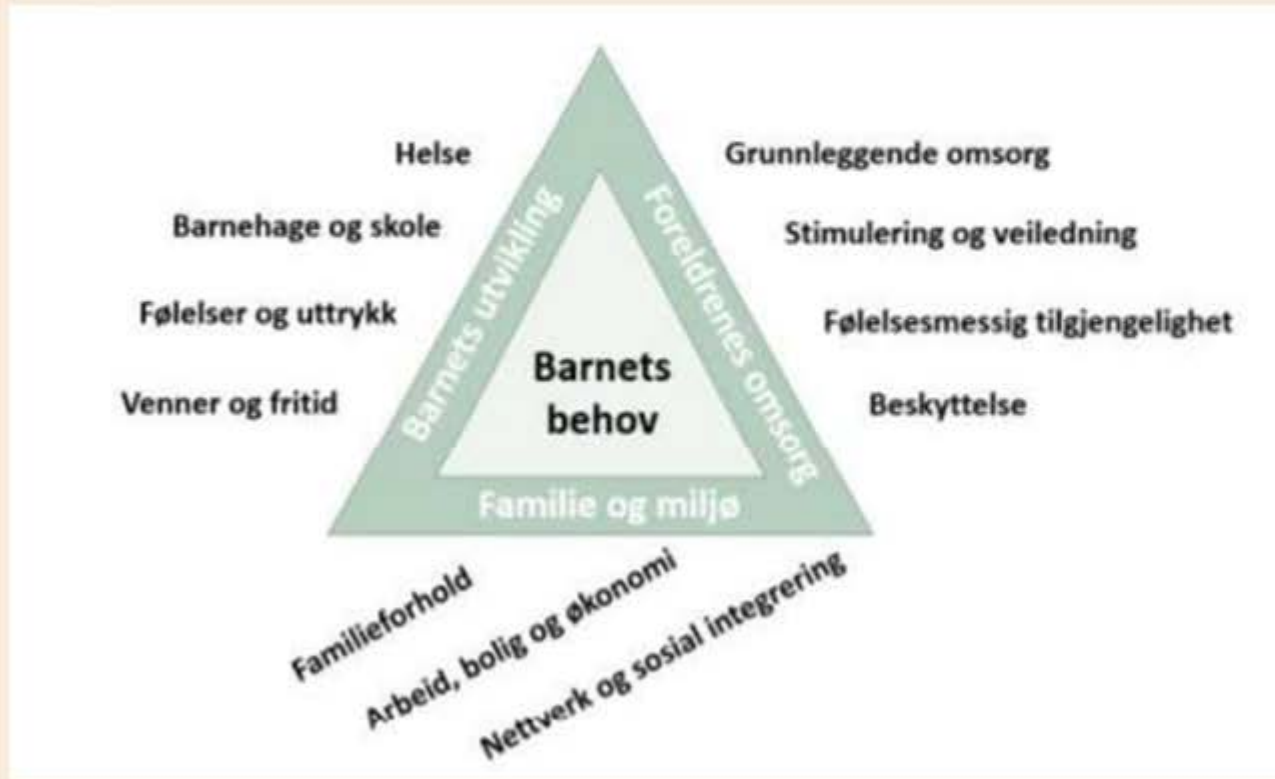 Helse
Barnehage og skole
Følelser og uttrykk
Venner og fritid
Barnets utvikling
Barnets
behov
Foreldrenes omsorg
Grunnleggende omsorg
Stimulering og veiledning
Følelsesmessig tilgjengelighet
Beskyttelse
Familie og miljø
Familieforhold
Arbeid, bolig og økonomi
Nettverk og sosial integrering